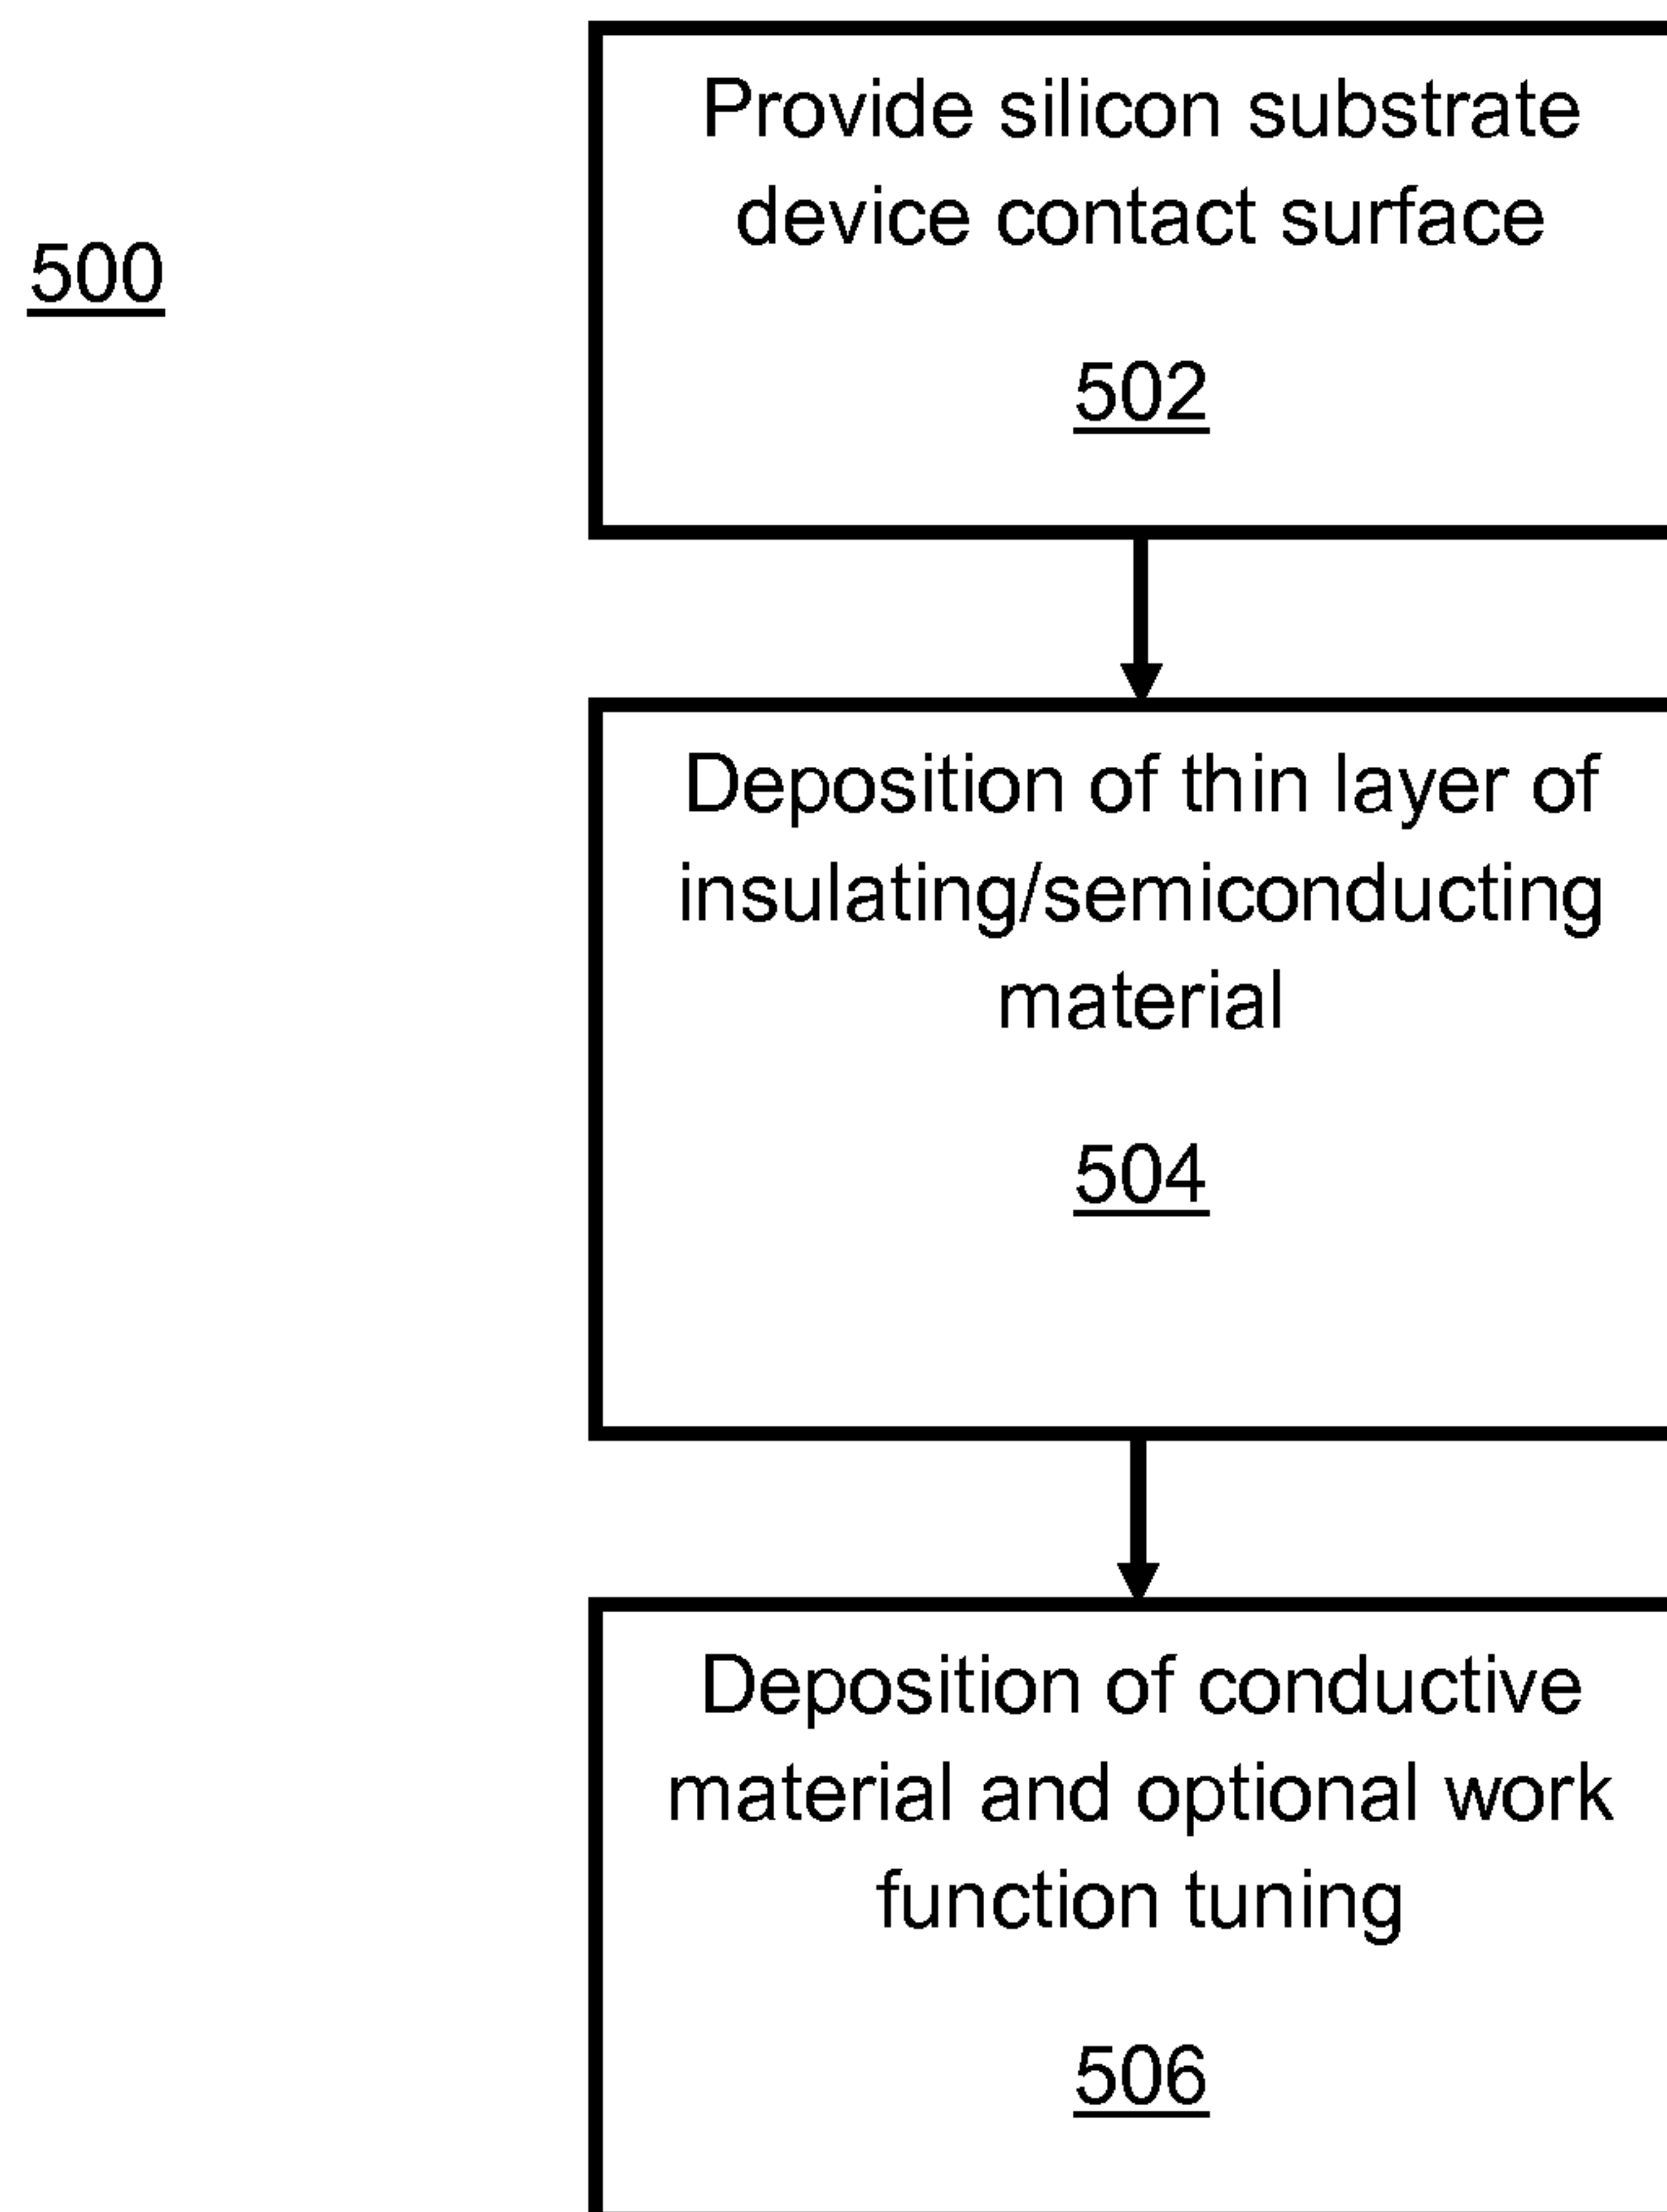 500
Provide silicon substrate
device contact surface
502
Deposition of thin layer of
insulating/semiconducting
material
504
Deposition of conductive
material and optional work
function tuning
506